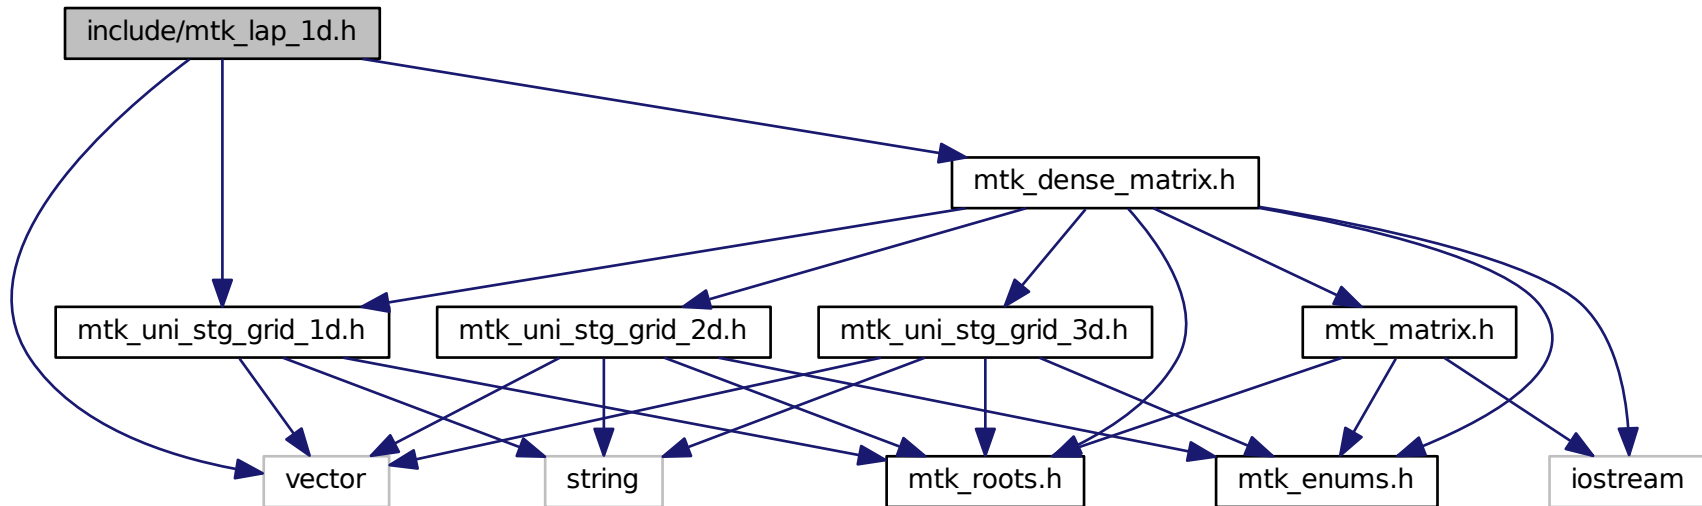 include/mtk_lap_1d.h
mtk_dense_matrix.h
mtk_uni_stg_grid_1d.h
mtk_uni_stg_grid_2d.h
mtk_uni_stg_grid_3d.h
mtk_matrix.h
vector
string
mtk_roots.h
mtk_enums.h
iostream